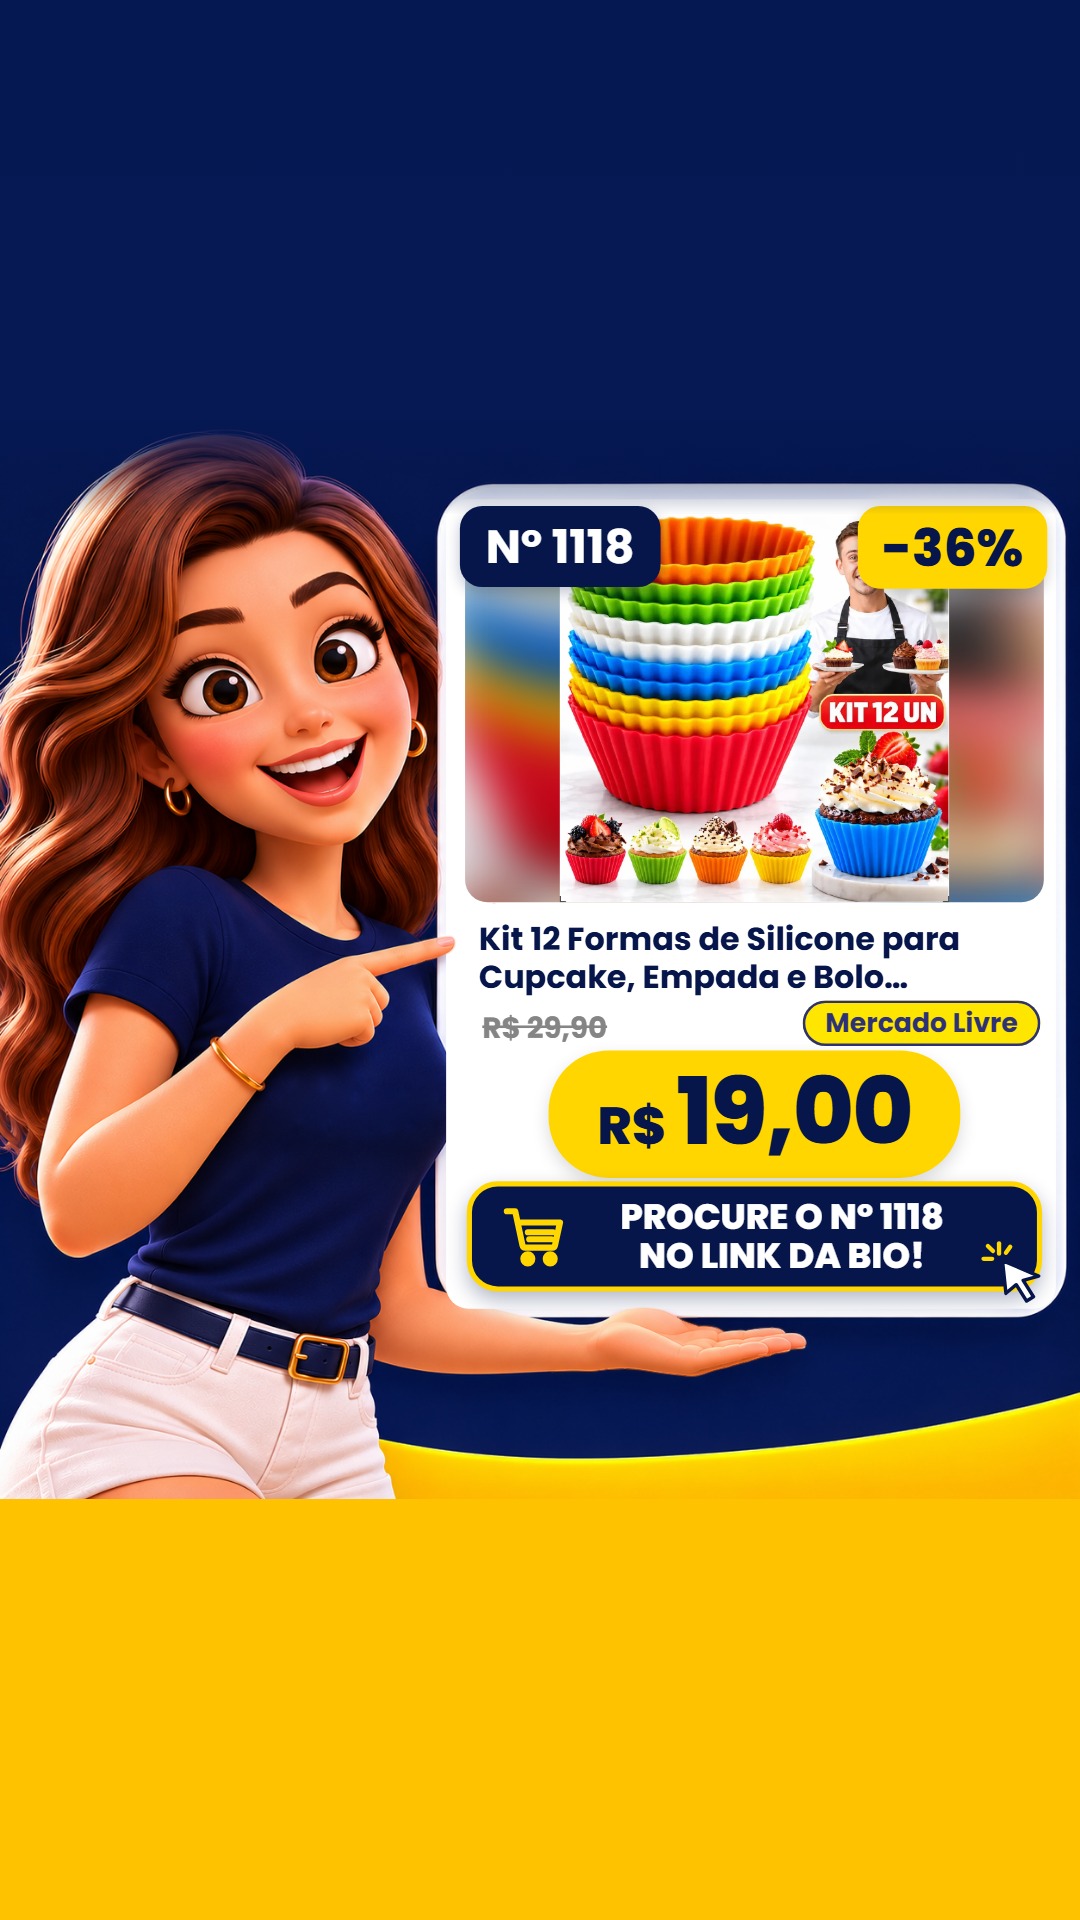 Nº 1118
-36%
KIT 12 UN
Kit 12 Formas de Silicone para
Cupcake, Empada e Bolo...
R$ 29,90
Mercado Livre
R$ 19,00
PROCURE O Nº 1118
NO LINK DA BIO!